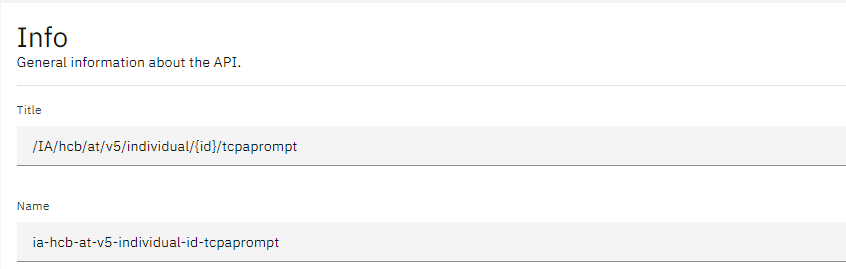 Info
General information about the API.
Title
/IA/hcb/at/v5/individual/{id}/tcpaprompt
Name
ia-hcb-at-v5-individual-id-tcpaprompt